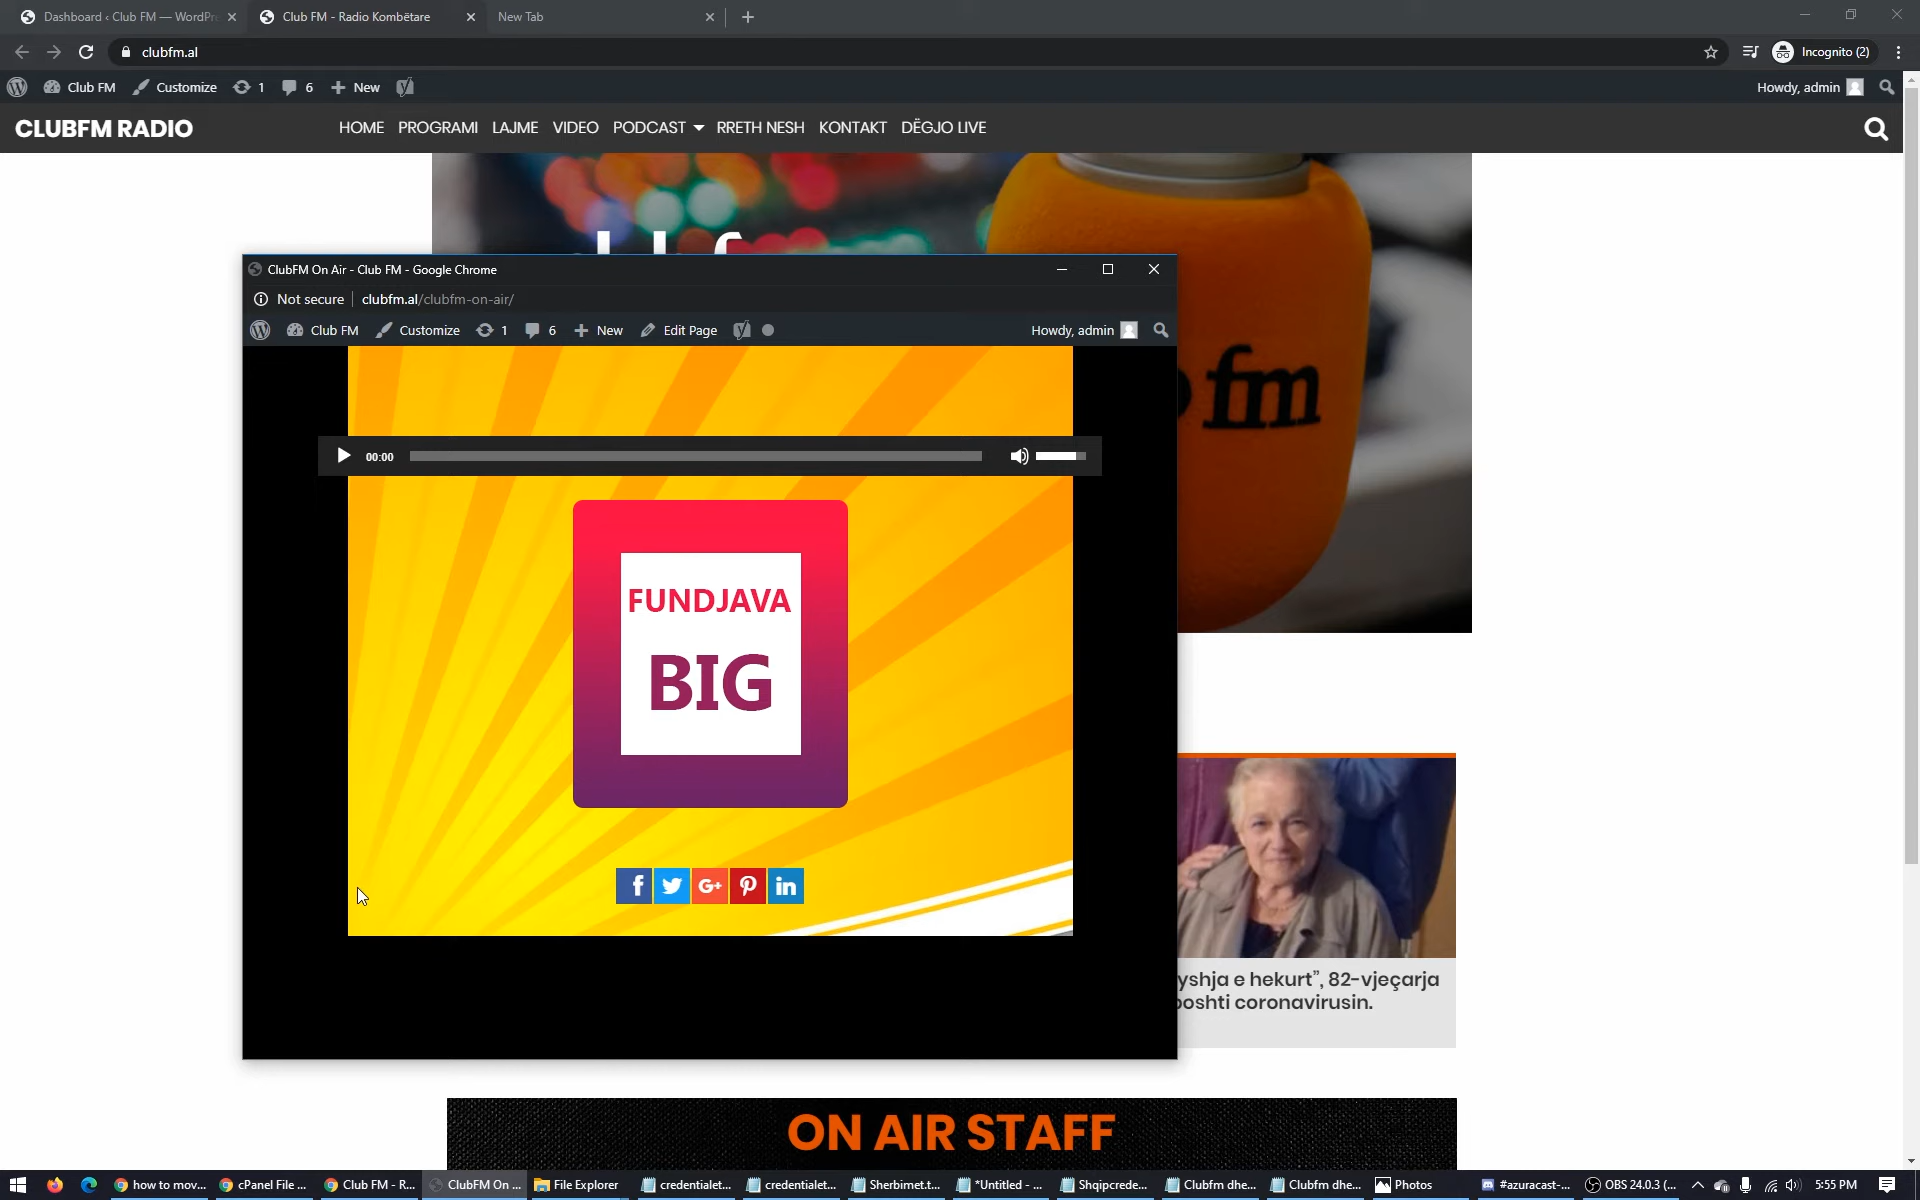 Dashboard ‹ Club FM — WordPr
Club FM - Radio Kombëtare
New Tab
clubfm.al
Incognito (2)
Club FM
Customize
1
6
New
Howdy, admin
CLUBFM RADIO
HOME
PROGRAMI
LAJME
VIDEO
PODCAST
RRETH NESH
KONTAKT
DËGJO LIVE
ClubFM On Air - Club FM - Google Chrome
Not secure
clubfm.al/clubfm-on-air/
Club FM
Customize
1
6
New
Edit Page
Howdy, admin
fm
00:00
FUNDJAVA
BIG
f
G+
in
yshja e hekurt”, 82-vjeçarja
poshti coronavirusin.
ON AIR STAFF
how to mov...
cPanel File ...
Club FM - R...
ClubFM On ...
File Explorer
credentialet...
credentialet...
Sherbimet.t...
*Untitled - ...
Shqipcrede...
Clubfm dhe...
Clubfm dhe...
Photos
#azuracast-...
OBS 24.0.3 (...
5:55 PM